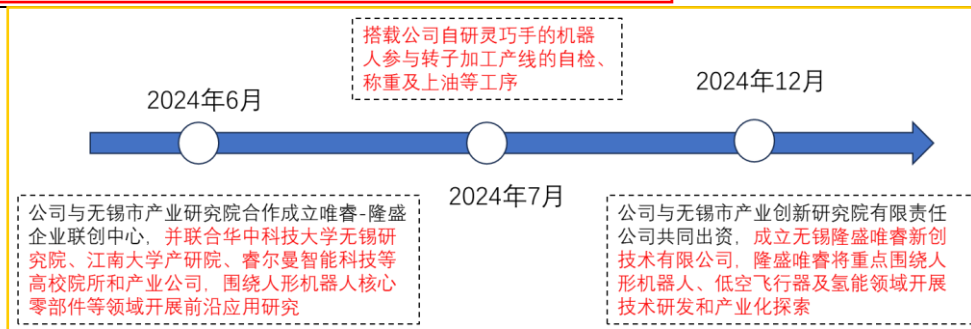 搭载公司自研灵巧手的机器
人参与转子加工产线的自检、
称重及上油等工序
2024年6月
2024年12月
2024年7月
公司与无锡市产业研究院合作成立唯睿-隆盛
企业联创中心，并联合华中科技大学无锡研
究院、江南大学产研院、睿尔曼智能科技等
高校院所和产业公司，围绕人形机器人核心
零部件等领域开展前沿应用研究
公司与无锡市产业创新研究院有限责任
公司共同出资，成立无锡隆盛唯睿新创
技术有限公司，隆盛唯睿将重点围绕人
形机器人、低空飞行器及氢能领域开展
技术研发和产业化探索